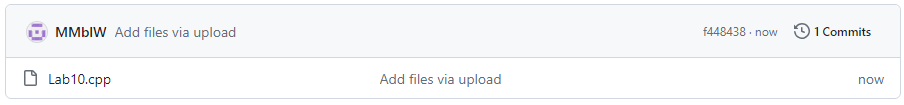 MMbIW Add files via upload f448438 · now 1 Commits
Lab10.cpp Add files via upload now